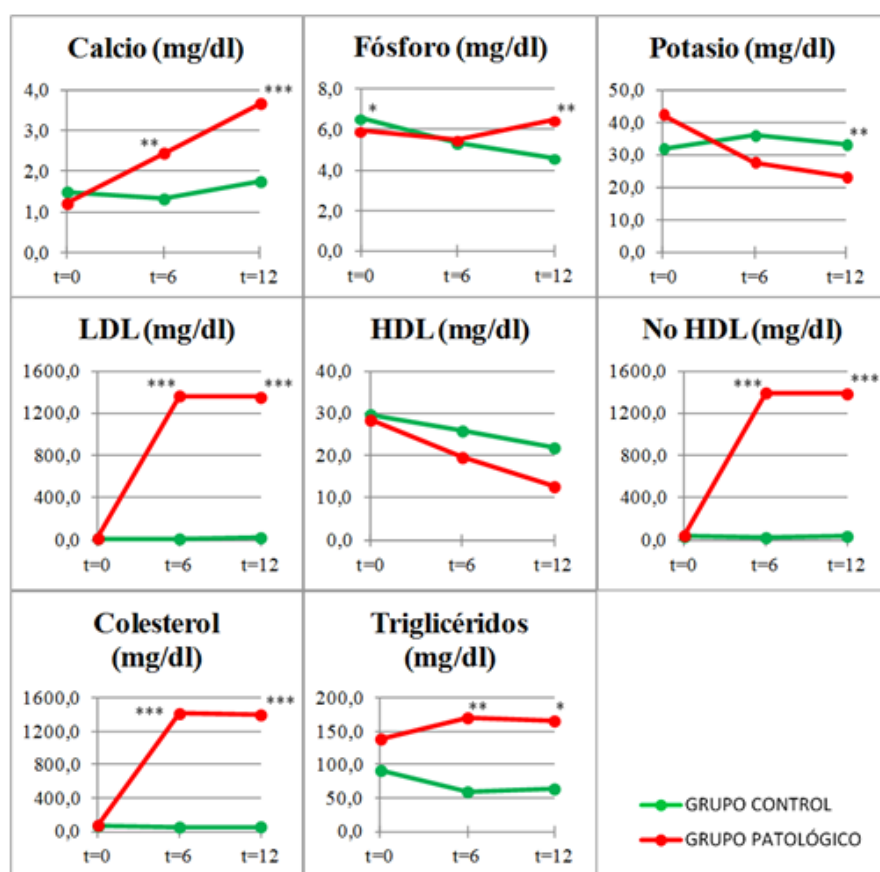 Calcio (mg/dl)
4,0
3,0
2,0
1,0
0,0
**
***
t=0 t=6 t=12
Fósforo (mg/dl)
8,0
6,0
4,0
2,0
0,0
*
**
t=0 t=6 t=12
Potasio (mg/dl)
50,0
40,0
30,0
20,0
10,0
0,0
**
t=0 t=6 t=12
LDL (mg/dl)
1600,0
1200,0
800,0
400,0
0,0
***
***
t=0 t=6 t=12
HDL (mg/dl)
40,0
30,0
20,0
10,0
0,0
t=0 t=6 t=12
No HDL (mg/dl)
1600,0
1200,0
800,0
400,0
0,0
***
***
t=0 t=6 t=12
Colesterol
(mg/dl)
1600,0
1200,0
800,0
400,0
0,0
***
***
t=0 t=6 t=12
Triglicéridos
(mg/dl)
200,0
150,0
100,0
50,0
0,0
**
*
t=0 t=6 t=12
GRUPO CONTROL
GRUPO PATOLÓGICO